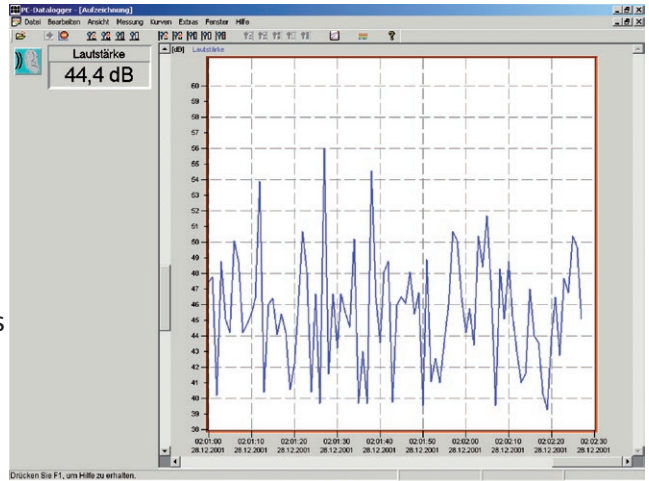 PC-Datalogger - [Aufzeichnung]
Datei Bearbeiten Ansicht Messung Kurven Extras Fenster Hilfe
Lautstärke
44,4 dB
[dB] Lautstärke
60
59
58
57
56
55
54
53
52
51
50
49
48
47
46
45
44
43
42
41
40
39
38
02:01:00 02:01:10 02:01:20 02:01:30 02:01:40 02:01:50 02:02:00 02:02:10 02:02:20 02:02:30
28.12.2001 28.12.2001 28.12.2001 28.12.2001 28.12.2001 28.12.2001 28.12.2001 28.12.2001 28.12.2001 28.12.2001
s
Drücken Sie F1, um Hilfe zu erhalten.